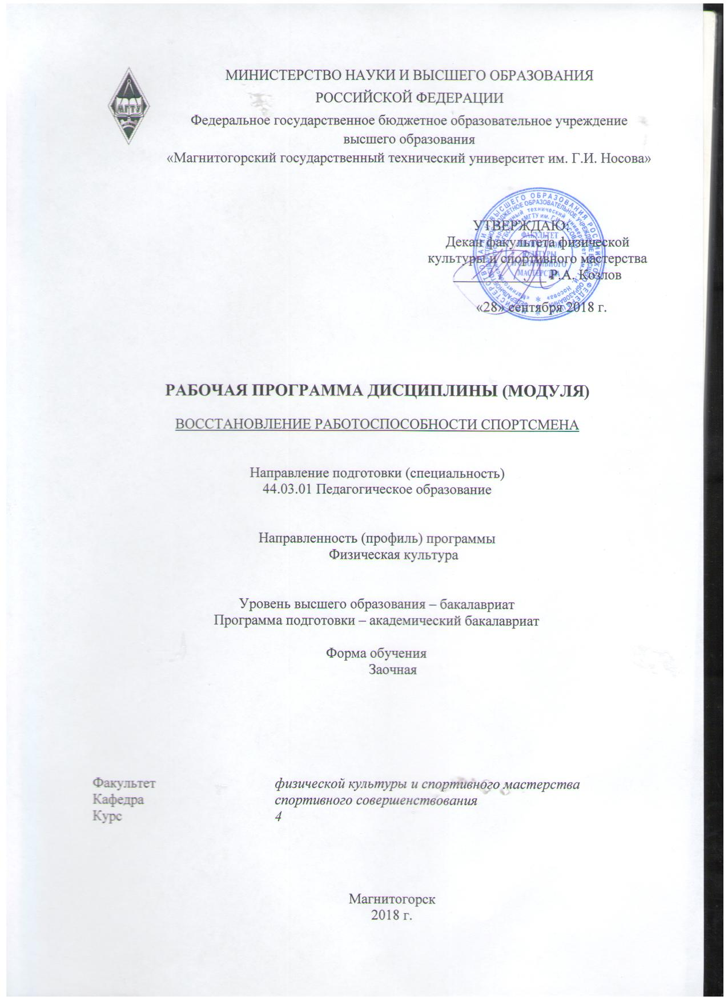 МИНИСТЕРСТВО НАУКИ И ВЫСШЕГО ОБРАЗОВАНИЯ
РОССИЙСКОЙ ФЕДЕРАЦИИ
Федеральное государственное бюджетное образовательное учреждение
высшего образования
«Магнитогорский государственный технический университет им. Г.И. Носова»
МГТУ
УТВЕРЖДАЮ:
Декан факультета физической
культуры и спортивного мастерства
Р.А. Козлов
«28» сентября 2018 г.
ФАКУЛЬТЕТ
КУЛЬТУРЫ
МАСТЕРСТВА
РАБОЧАЯ ПРОГРАММА ДИСЦИПЛИНЫ (МОДУЛЯ)
ВОССТАНОВЛЕНИЕ РАБОТОСПОСОБНОСТИ СПОРТСМЕНА
Направление подготовки (специальность)
44.03.01 Педагогическое образование
Направленность (профиль) программы
Физическая культура
Уровень высшего образования – бакалавриат
Программа подготовки – академический бакалавриат
Форма обучения
Заочная
Факультет физической культуры и спортивного мастерства
Кафедра спортивного совершенствования
Курс 4
Магнитогорск
2018 г.